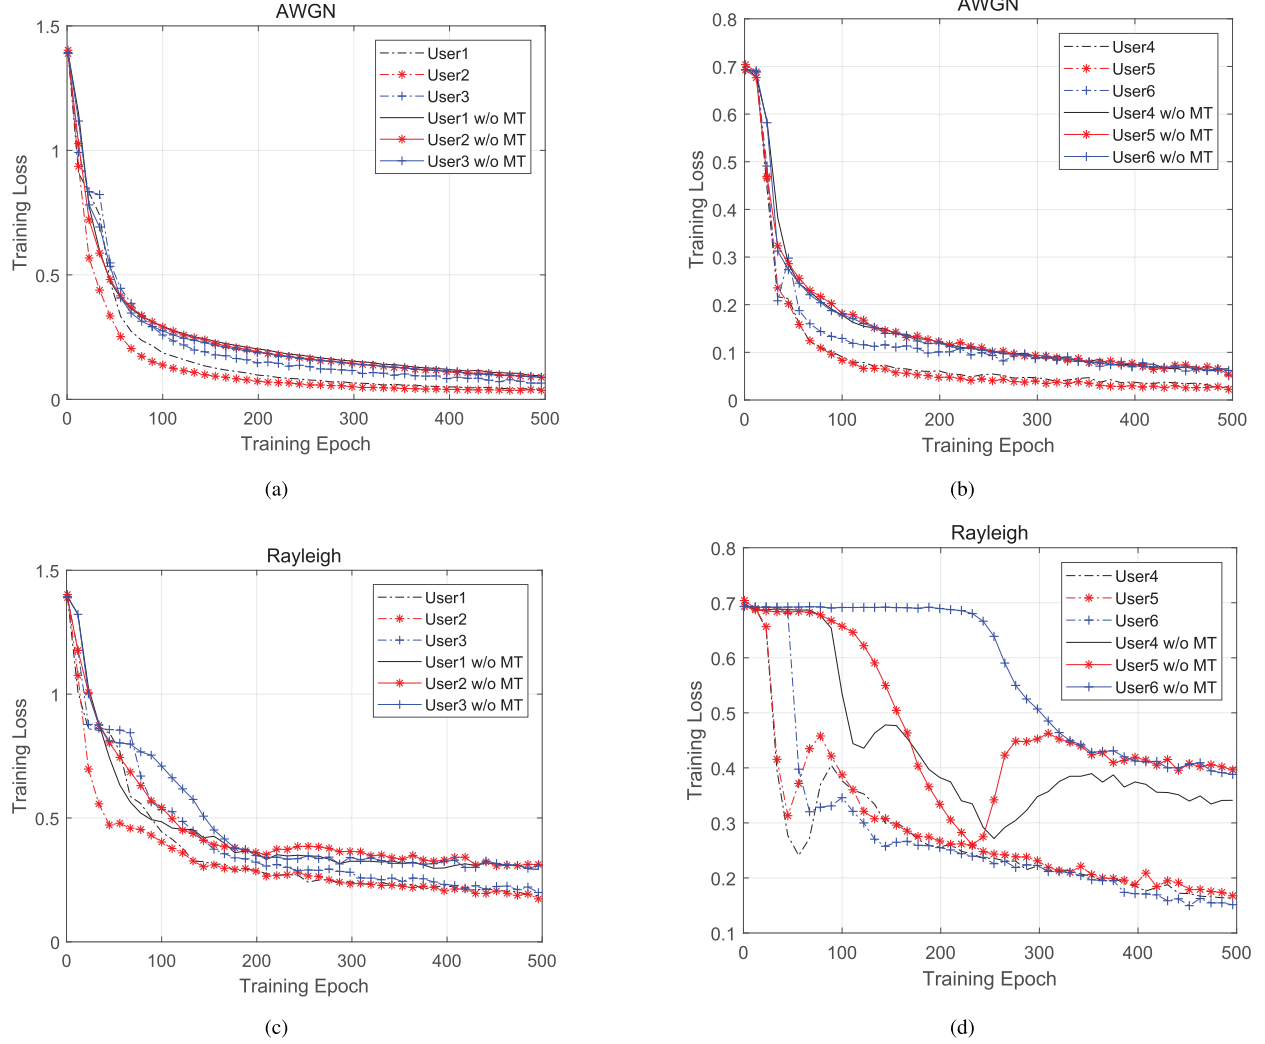 AWGN
1.5
1
0.5
0
Training Loss
User1
User2
User3
User1 w/o MT
User2 w/o MT
User3 w/o MT
0 100 200 300 400 500
Training Epoch
(a)
AWGN
0.8
0.7
0.6
0.5
0.4
0.3
0.2
0.1
0
Training Loss
User4
User5
User6
User4 w/o MT
User5 w/o MT
User6 w/o MT
0 100 200 300 400 500
Training Epoch
(b)
Rayleigh
1.5
1
0.5
0
Training Loss
User1
User2
User3
User1 w/o MT
User2 w/o MT
User3 w/o MT
0 100 200 300 400 500
Training Epoch
(c)
Rayleigh
0.8
0.7
0.6
0.5
0.4
0.3
0.2
0.1
Training Loss
User4
User5
User6
User4 w/o MT
User5 w/o MT
User6 w/o MT
0 100 200 300 400 500
Training Epoch
(d)